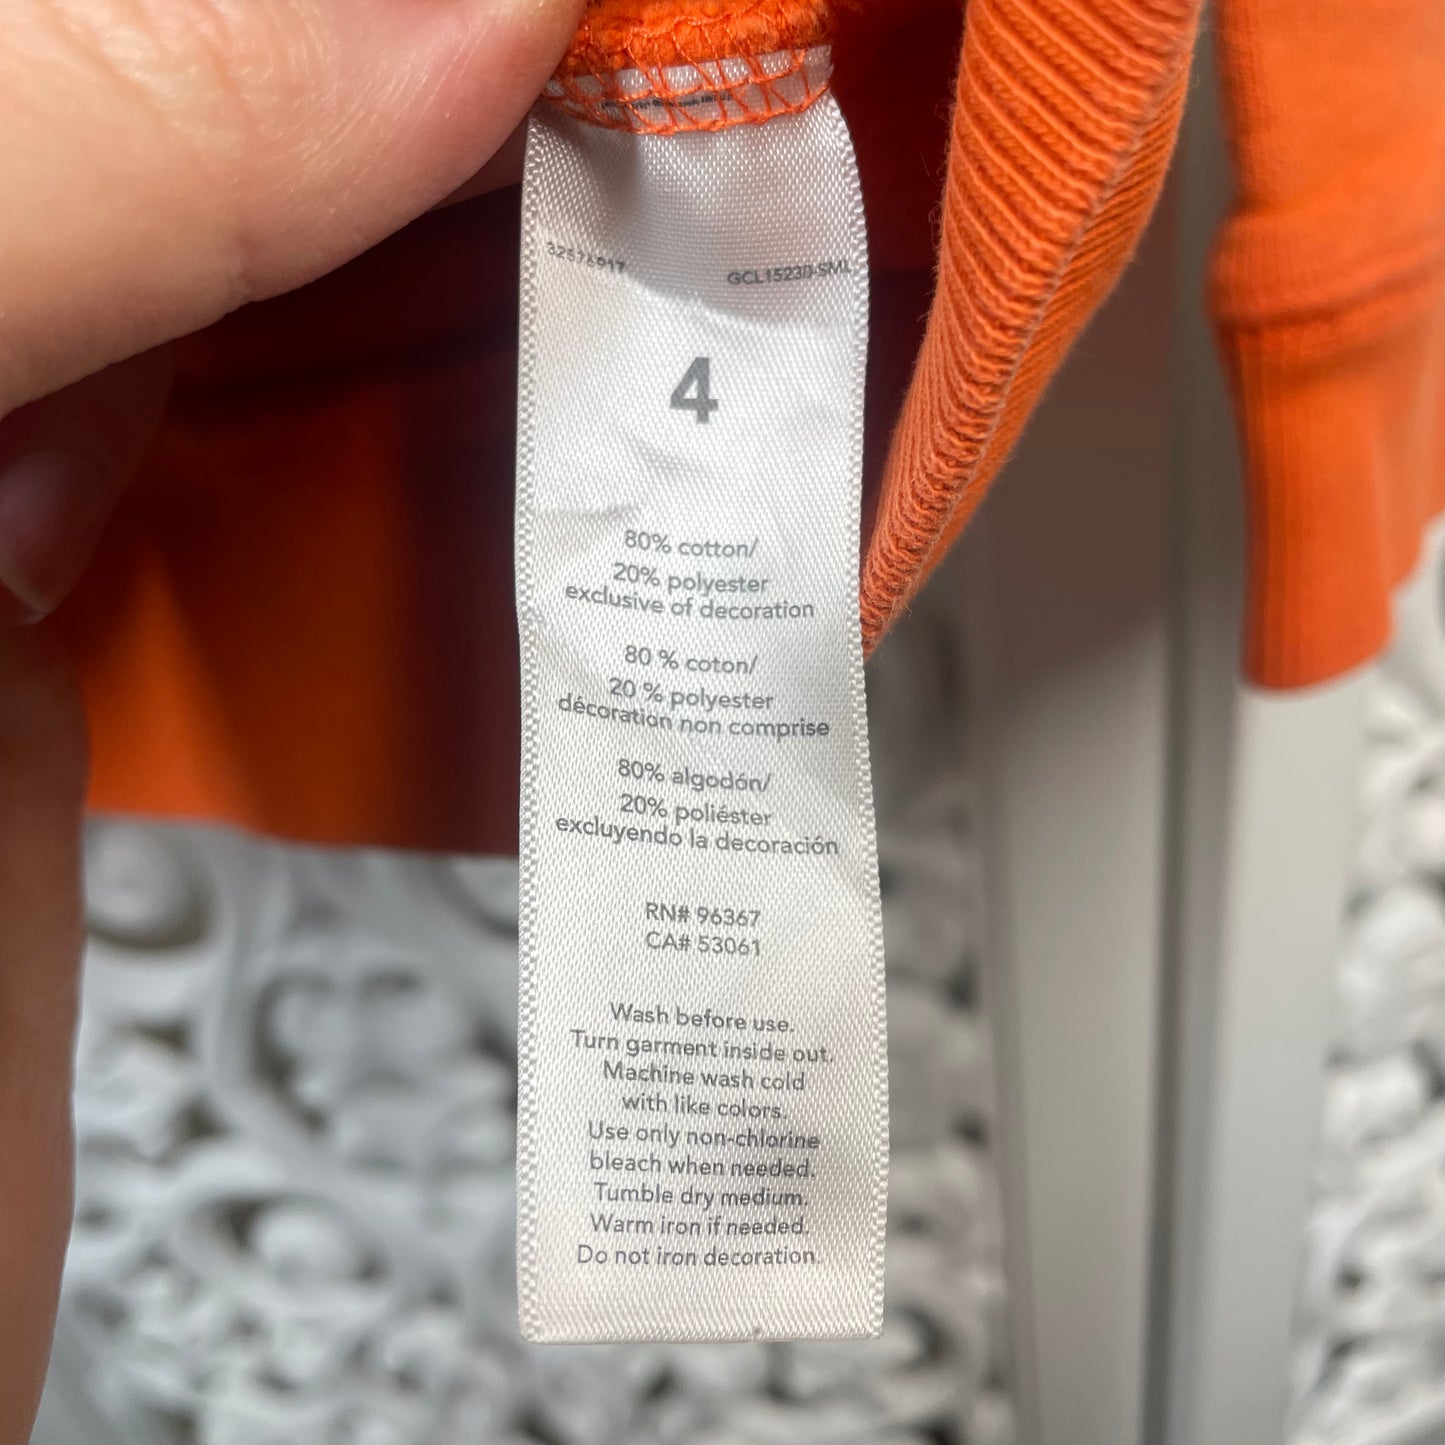 32576917
GCL15230-SML
4
80% cotton/
20% polyester
exclusive of decoration
80 % coton/
20 % polyester
décoration non comprise
80% algodón/
20% poliéster
excluyendo la decoración
RN# 96367
CA# 53061
Wash before use.
Turn garment inside out.
Machine wash cold
with like colors.
Use only non-chlorine
bleach when needed.
Tumble dry medium.
Warm iron if needed.
Do not iron decoration.